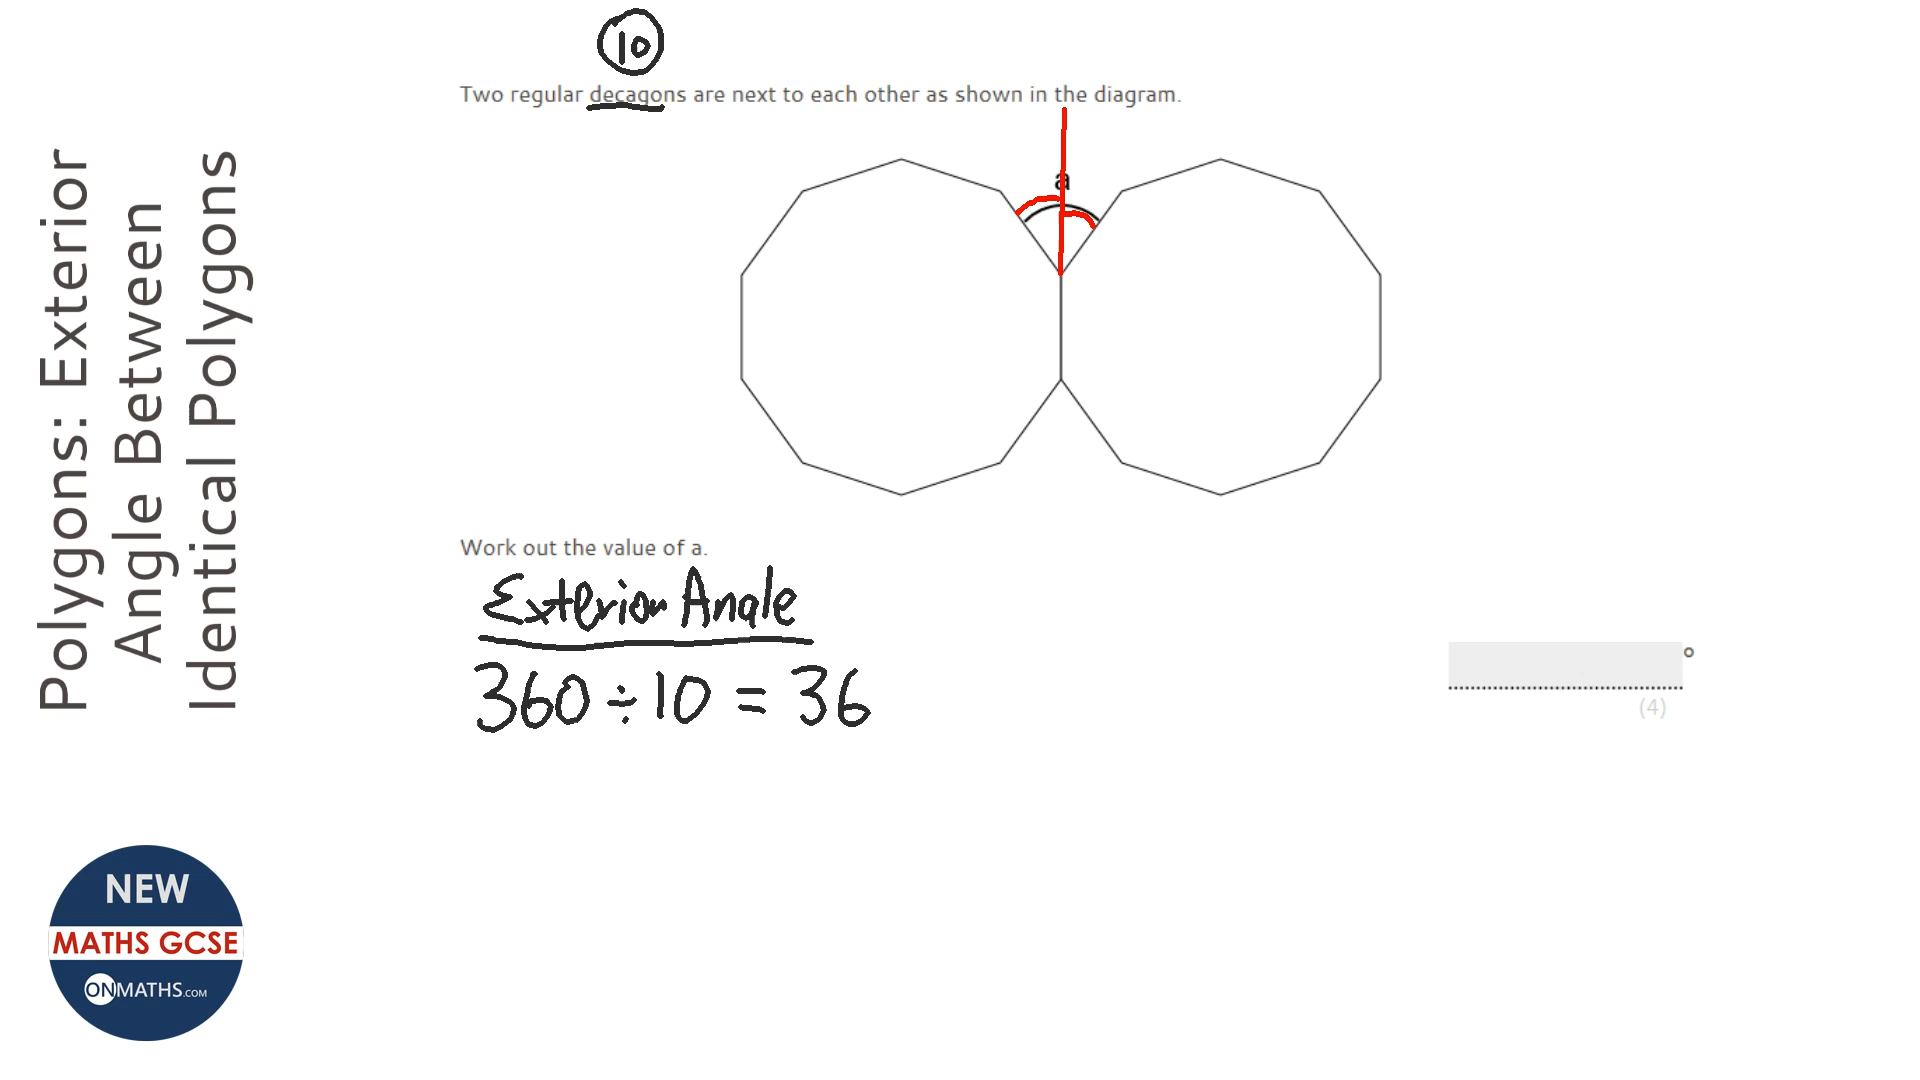 Polygons: Exterior
Angle Between
Identical Polygons
10
Two regular decagons are next to each other as shown in the diagram.
a
Work out the value of a.
Exterior Angle
360 ÷ 10 = 36
°
(4)
NEW
MATHS GCSE
ONMATHS.COM